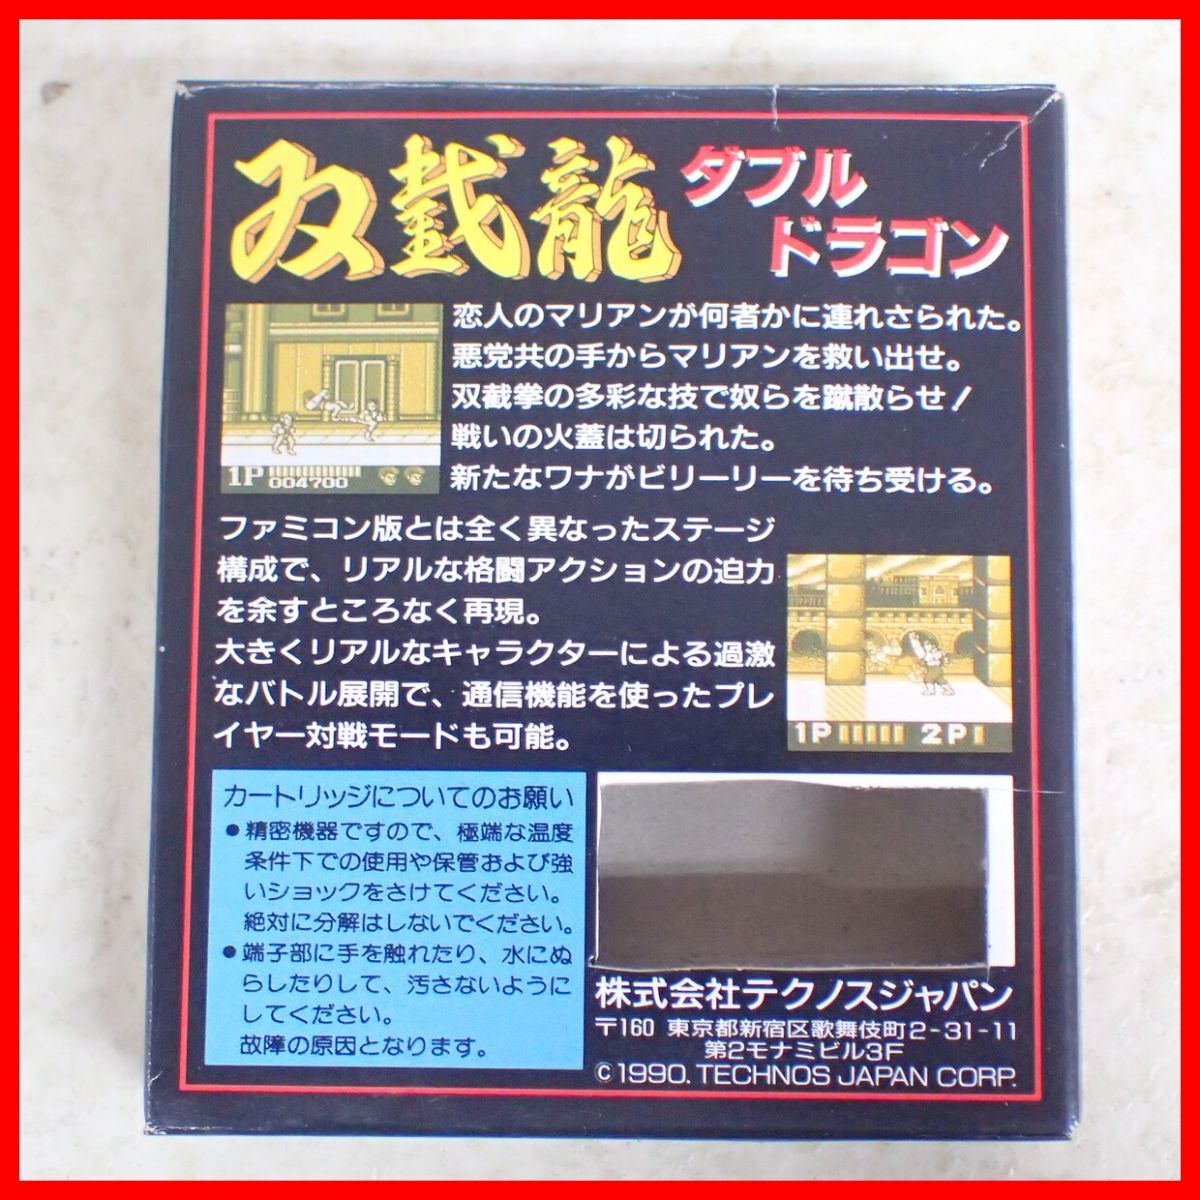 双截龍
ダブル
ドラゴン
恋人のマリアンが何者かに連れさられた。
悪党共の手からマリアンを救い出せ。
双截拳の多彩な技で奴らを蹴散らせ!
戦いの火蓋は切られた。
新たなワナがビリーリーを待ち受ける。
1P
004700
ファミコン版とは全く異なったステージ
構成で、リアルな格闘アクションの迫力
を余すところなく再現。
大きくリアルなキャラクターによる過激
なバトル展開で、通信機能を使ったプレ
イヤー対戦モードも可能。
1P 2P
カートリッジについてのお願い
●精密機器ですので、極端な温度
条件下での使用や保管および強
いショックをさけてください。
絶対に分解はしないでください。
●端子部に手を触れたり、水にぬ
らしたりして、汚さないように
してください。
故障の原因となります。
株式会社テクノスジャパン
〒160 東京都新宿区歌舞伎町2-31-11
第2モナミビル3F
©1990. TECHNOS JAPAN CORP.